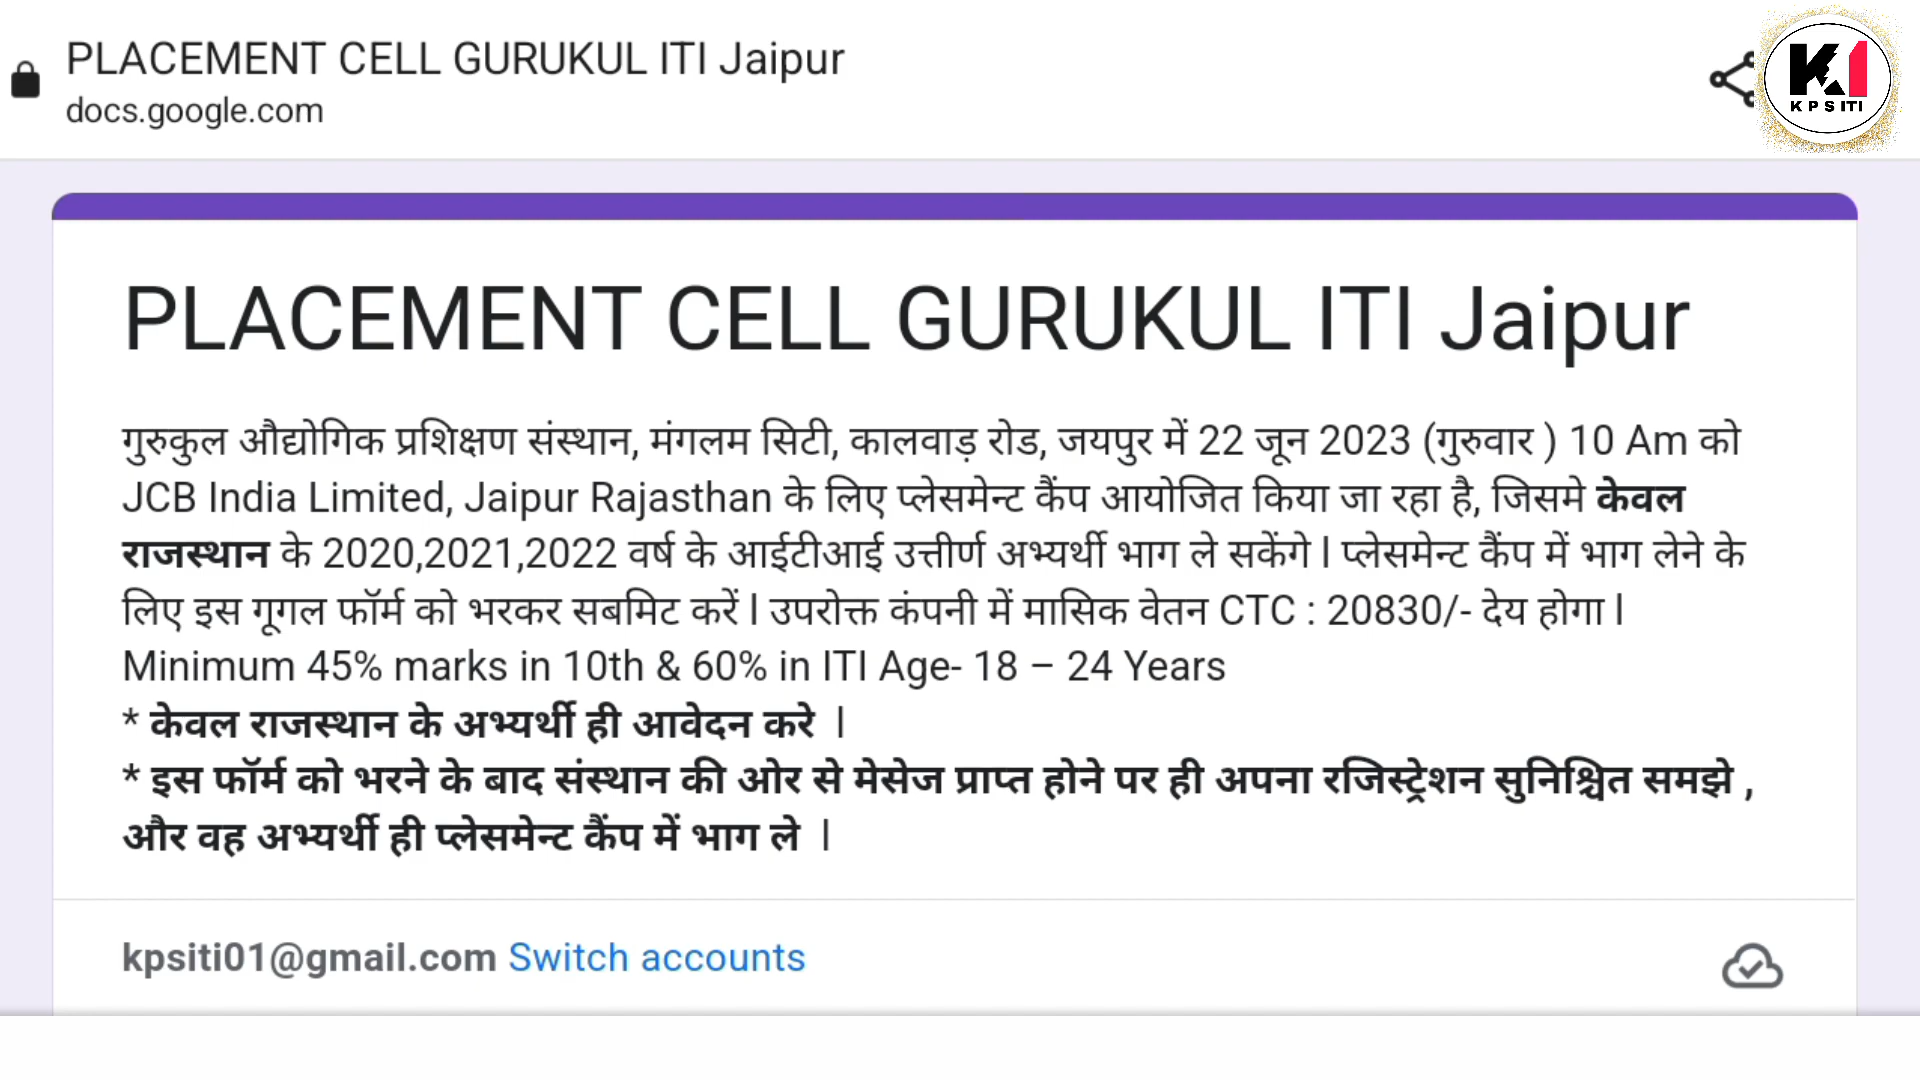 PLACEMENT CELL GURUKUL ITI Jaipur
docs.google.com
K1
KPS ITI
PLACEMENT CELL GURUKUL ITI Jaipur
गुरुकुल औद्योगिक प्रशिक्षण संस्थान, मंगलम सिटी, कालवाड़ रोड, जयपुर में 22 जून 2023 (गुरुवार ) 10 Am को
JCB India Limited, Jaipur Rajasthan के लिए प्लेसमेन्ट कैंप आयोजित किया जा रहा है, जिसमे केवल
राजस्थान के 2020,2021,2022 वर्ष के आईटीआई उत्तीर्ण अभ्यर्थी भाग ले सकेंगे l प्लेसमेन्ट कैंप में भाग लेने के
लिए इस गूगल फॉर्म को भरकर सबमिट करें l उपरोक्त कंपनी में मासिक वेतन CTC : 20830/- देय होगा l
Minimum 45% marks in 10th & 60% in ITI Age- 18 – 24 Years
* केवल राजस्थान के अभ्यर्थी ही आवेदन करे l
* इस फॉर्म को भरने के बाद संस्थान की ओर से मेसेज प्राप्त होने पर ही अपना रजिस्ट्रेशन सुनिश्चित समझे ,
और वह अभ्यर्थी ही प्लेसमेन्ट कैंप में भाग ले l
kpsiti01@gmail.com Switch accounts